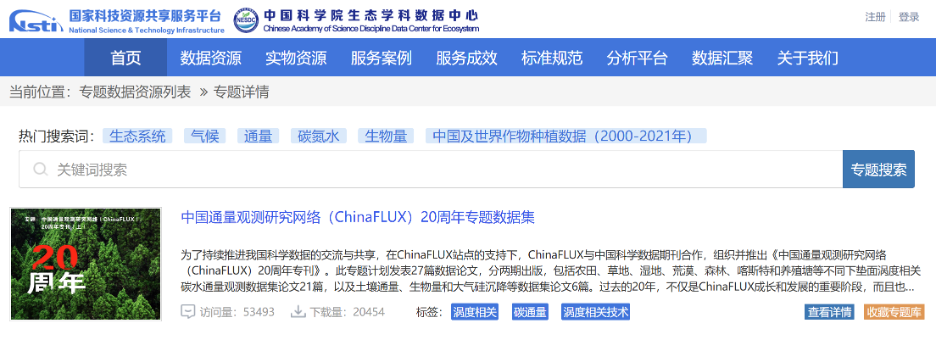 Nsti 国家科技资源共享服务平台 National Science & Technology Infrastructure
NESDC 中国科学院生态学科数据中心 Chinese Academy of Science Discipline Data Center for Ecosystem
注册 登录
首页 数据资源 实物资源 服务案例 服务成效 标准规范 分析平台 数据汇聚 关于我们
当前位置：专题数据资源列表 » 专题详情
热门搜索词： 生态系统 气候 通量 碳氮水 生物量 中国及世界作物种植数据（2000-2021年）
关键词搜索 专题搜索
中国通量观测研究网络（ChinaFLUX）
20周年专刊（上）
20
周年
中国通量观测研究网络（ChinaFLUX）20周年专题数据集
为了持续推进我国科学数据的交流与共享，在ChinaFLUX站点的支持下，ChinaFLUX与中国科学数据期刊合作，组织并推出《中国通量观测研究网络
（ChinaFLUX）20周年专刊》。此专题计划发表27篇数据论文，分两期出版，包括农田、草地、湿地、荒漠、森林、喀斯特和养殖塘等不同下垫面涡度相关
碳水通量观测数据集论文21篇，以及土壤通量、生物量和大气硅沉降等数据集论文6篇。过去的20年，不仅是ChinaFLUX成长和发展的重要阶段，而且也...
访问量：53493 下载量：20454 标签： 涡度相关 碳通量 涡度相关技术 查看详情 收藏专题库